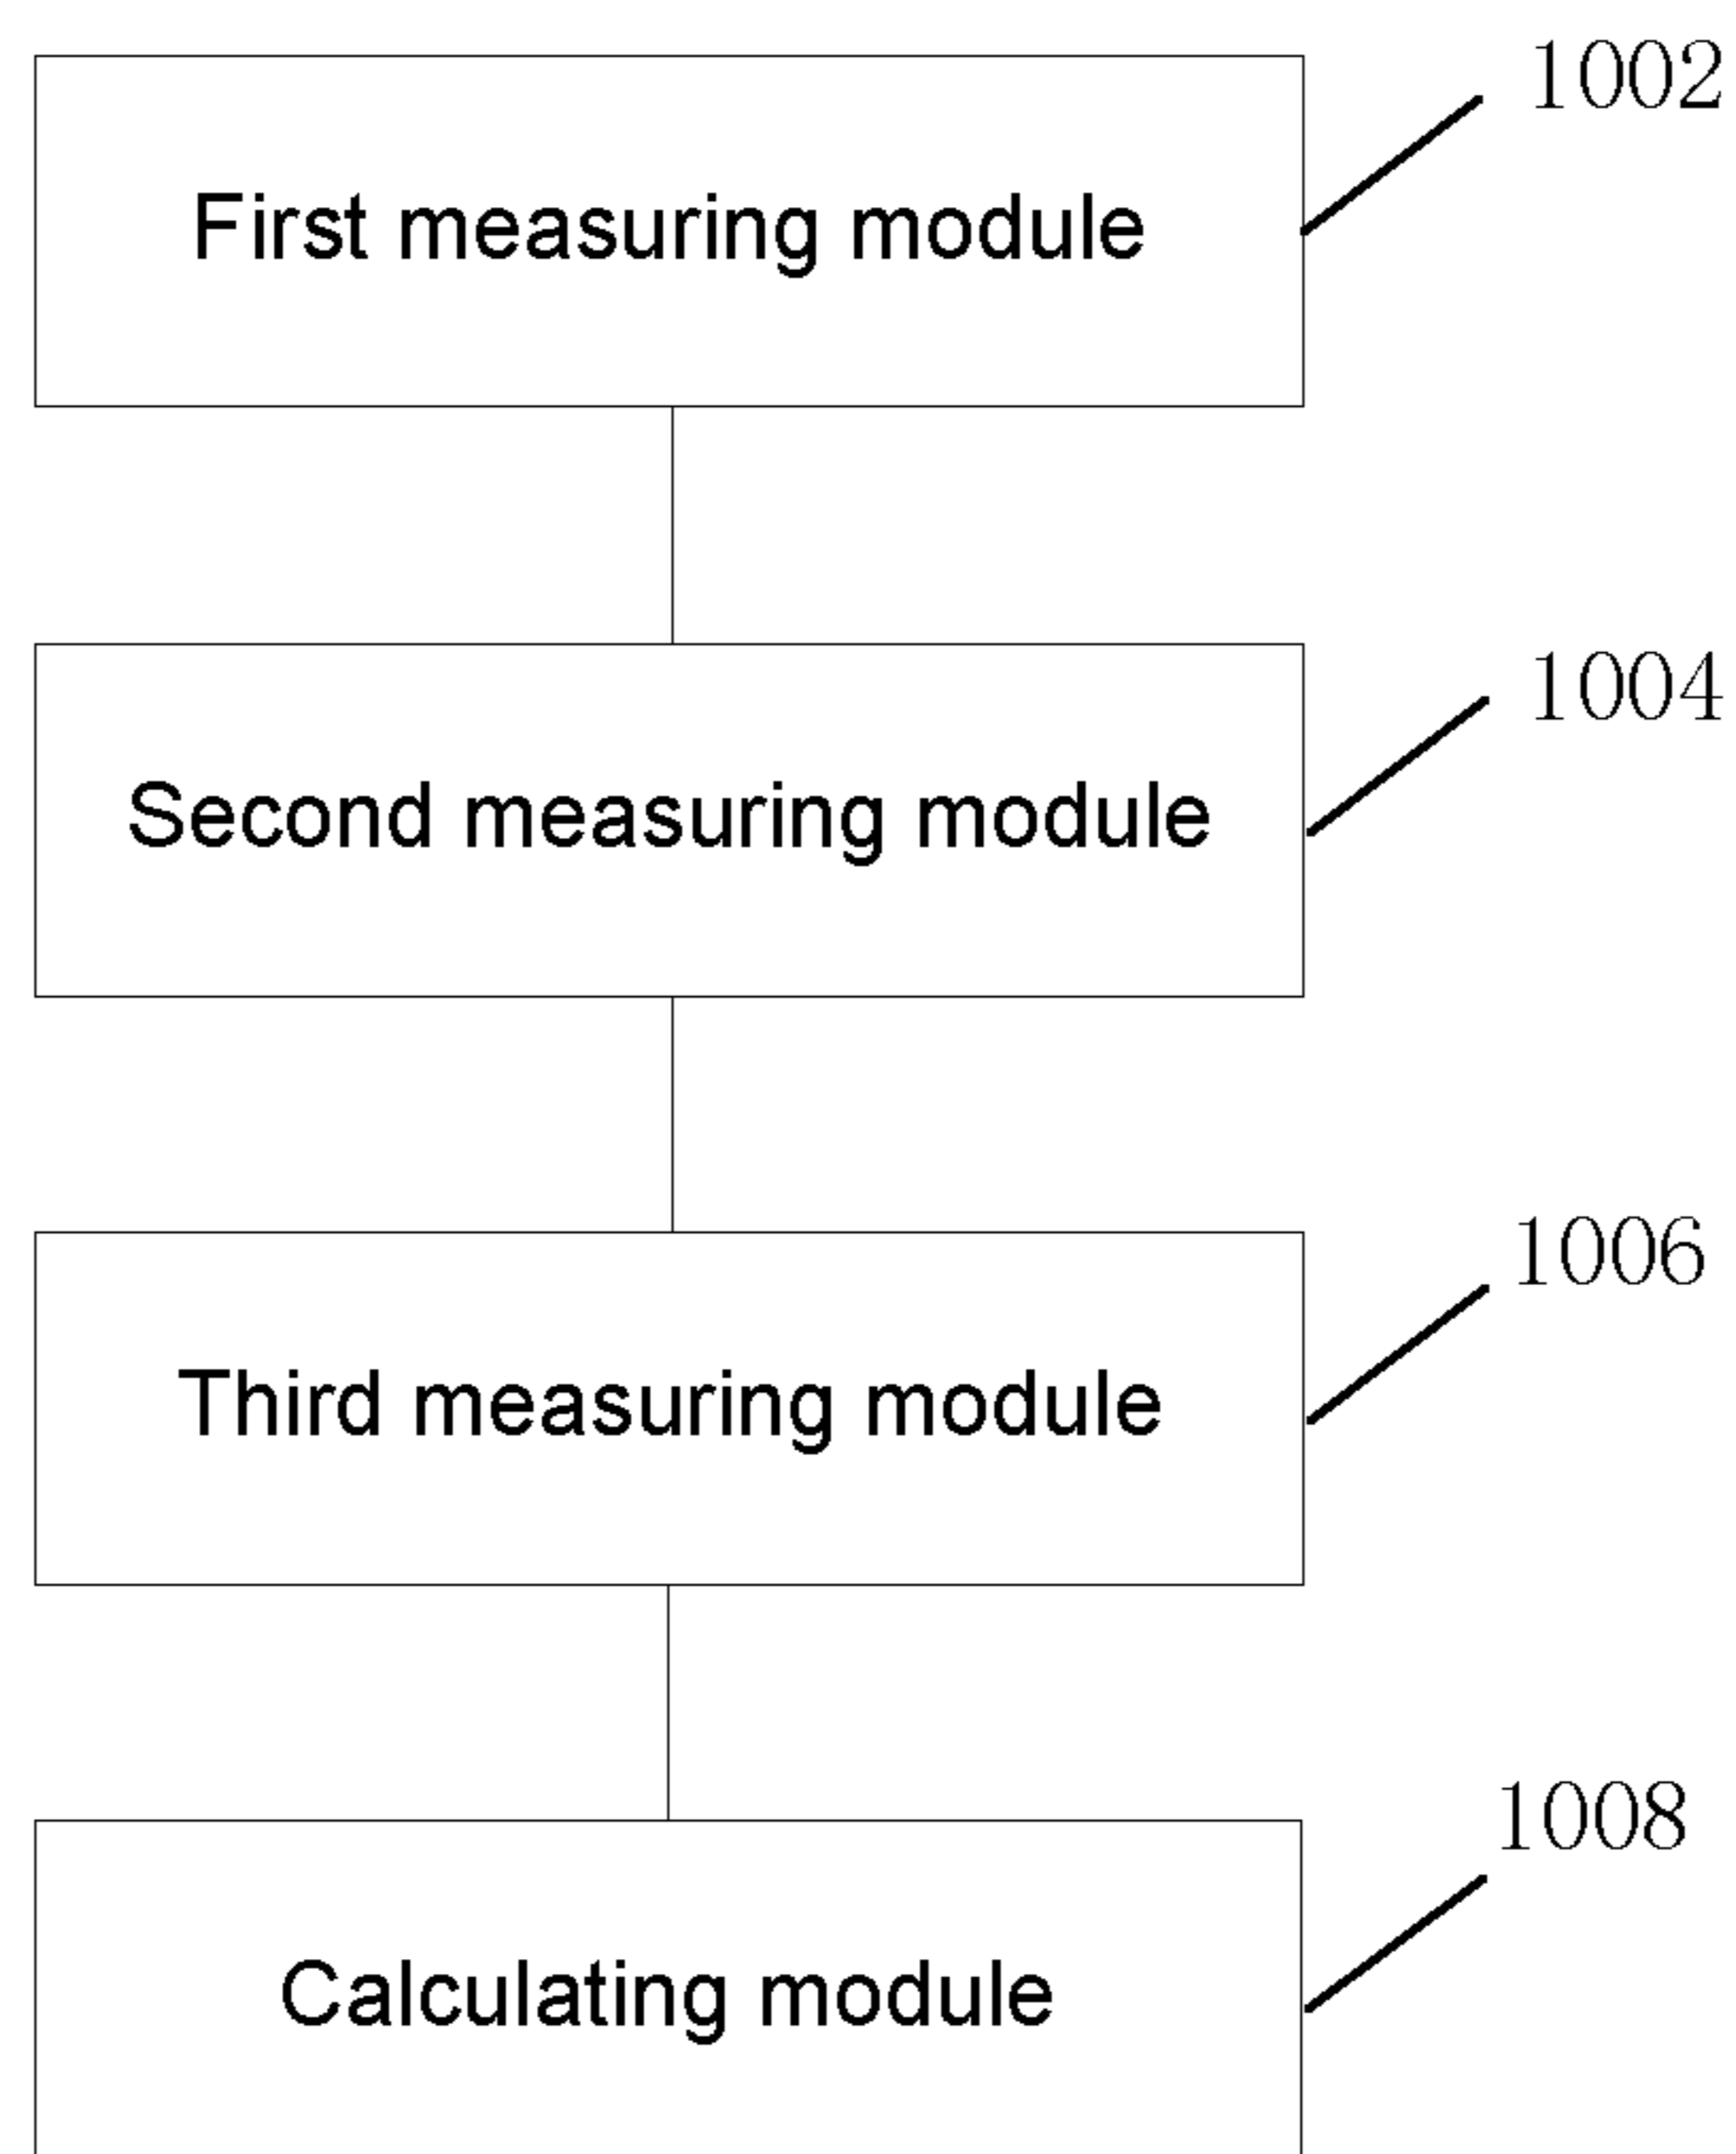 1002
First measuring module
1004
Second measuring module
1006
Third measuring module
1008
Calculating module